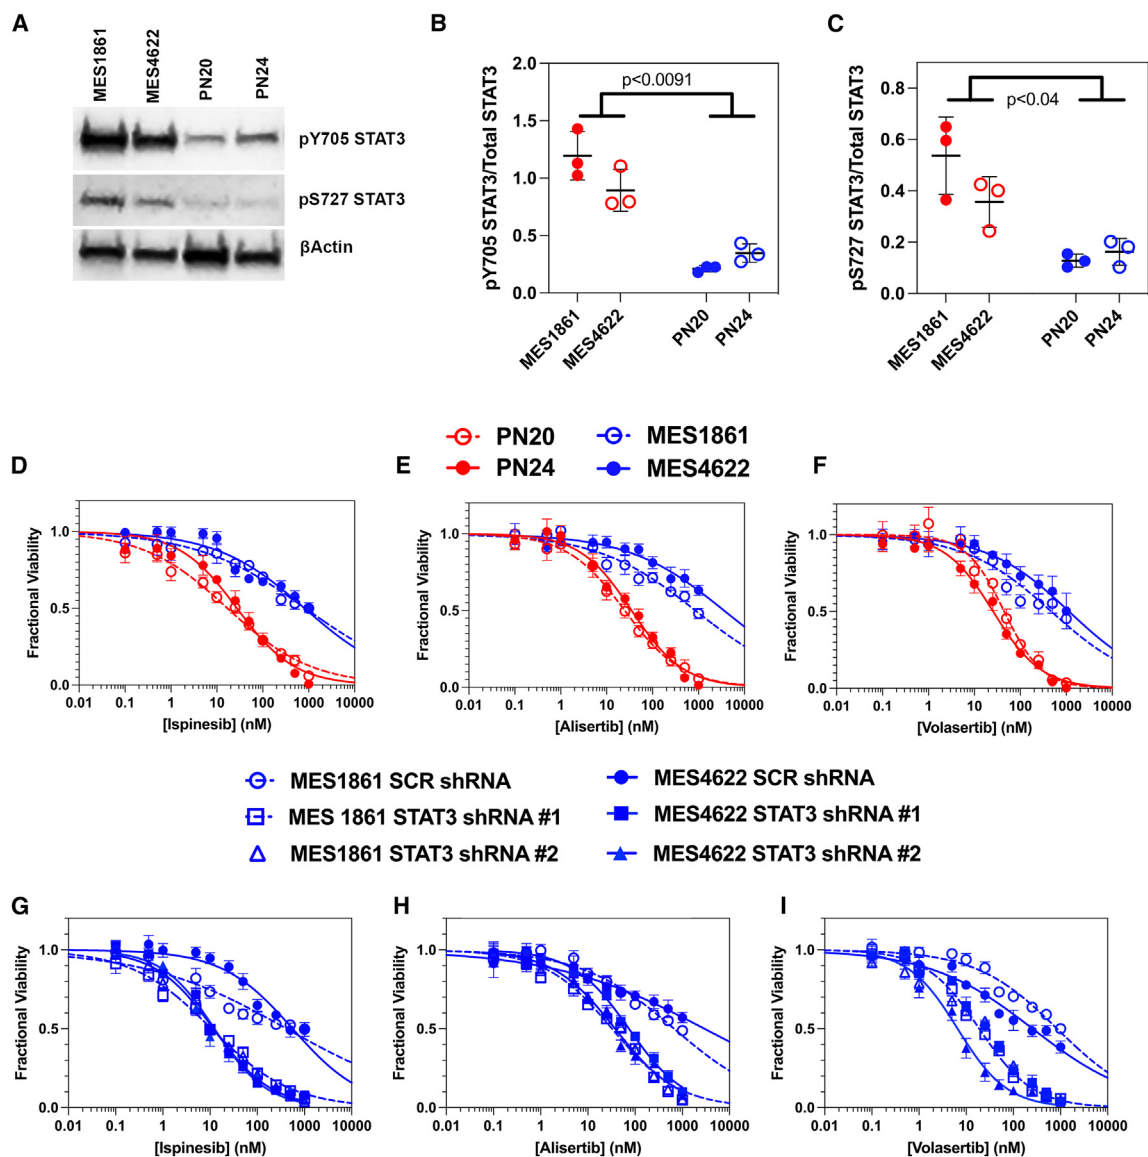 A
MES1861
MES4622
PN20
PN24
pY705 STAT3
pS727 STAT3
βActin
B
pY705 STAT3/Total STAT3
2.0
1.5
1.0
0.5
0.0
p<0.0091
MES1861
MES4622
PN20
PN24
C
pS727 STAT3/Total STAT3
0.8
0.6
0.4
0.2
0.0
p<0.04
MES1861
MES4622
PN20
PN24
PN20
MES1861
PN24
MES4622
D
Fractional Viability
1.0
0.5
0.0
0.01 0.1 1 10 100 1000 10000
[Ispinesib] (nM)
E
Fractional Viability
1.0
0.5
0.0
0.01 0.1 1 10 100 1000 10000
[Alisertib] (nM)
F
Fractional Viability
1.0
0.5
0.0
0.01 0.1 1 10 100 1000 10000
[Volasertib] (nM)
MES1861 SCR shRNA
MES4622 SCR shRNA
MES 1861 STAT3 shRNA #1
MES4622 STAT3 shRNA #1
MES1861 STAT3 shRNA #2
MES4622 STAT3 shRNA #2
G
Fractional Viability
1.0
0.5
0.0
0.01 0.1 1 10 100 1000 10000
[Ispinesib] (nM)
H
Fractional Viability
1.0
0.5
0.0
0.01 0.1 1 10 100 1000 10000
[Alisertib] (nM)
I
Fractional Viability
1.0
0.5
0.0
0.01 0.1 1 10 100 1000 10000
[Volasertib] (nM)